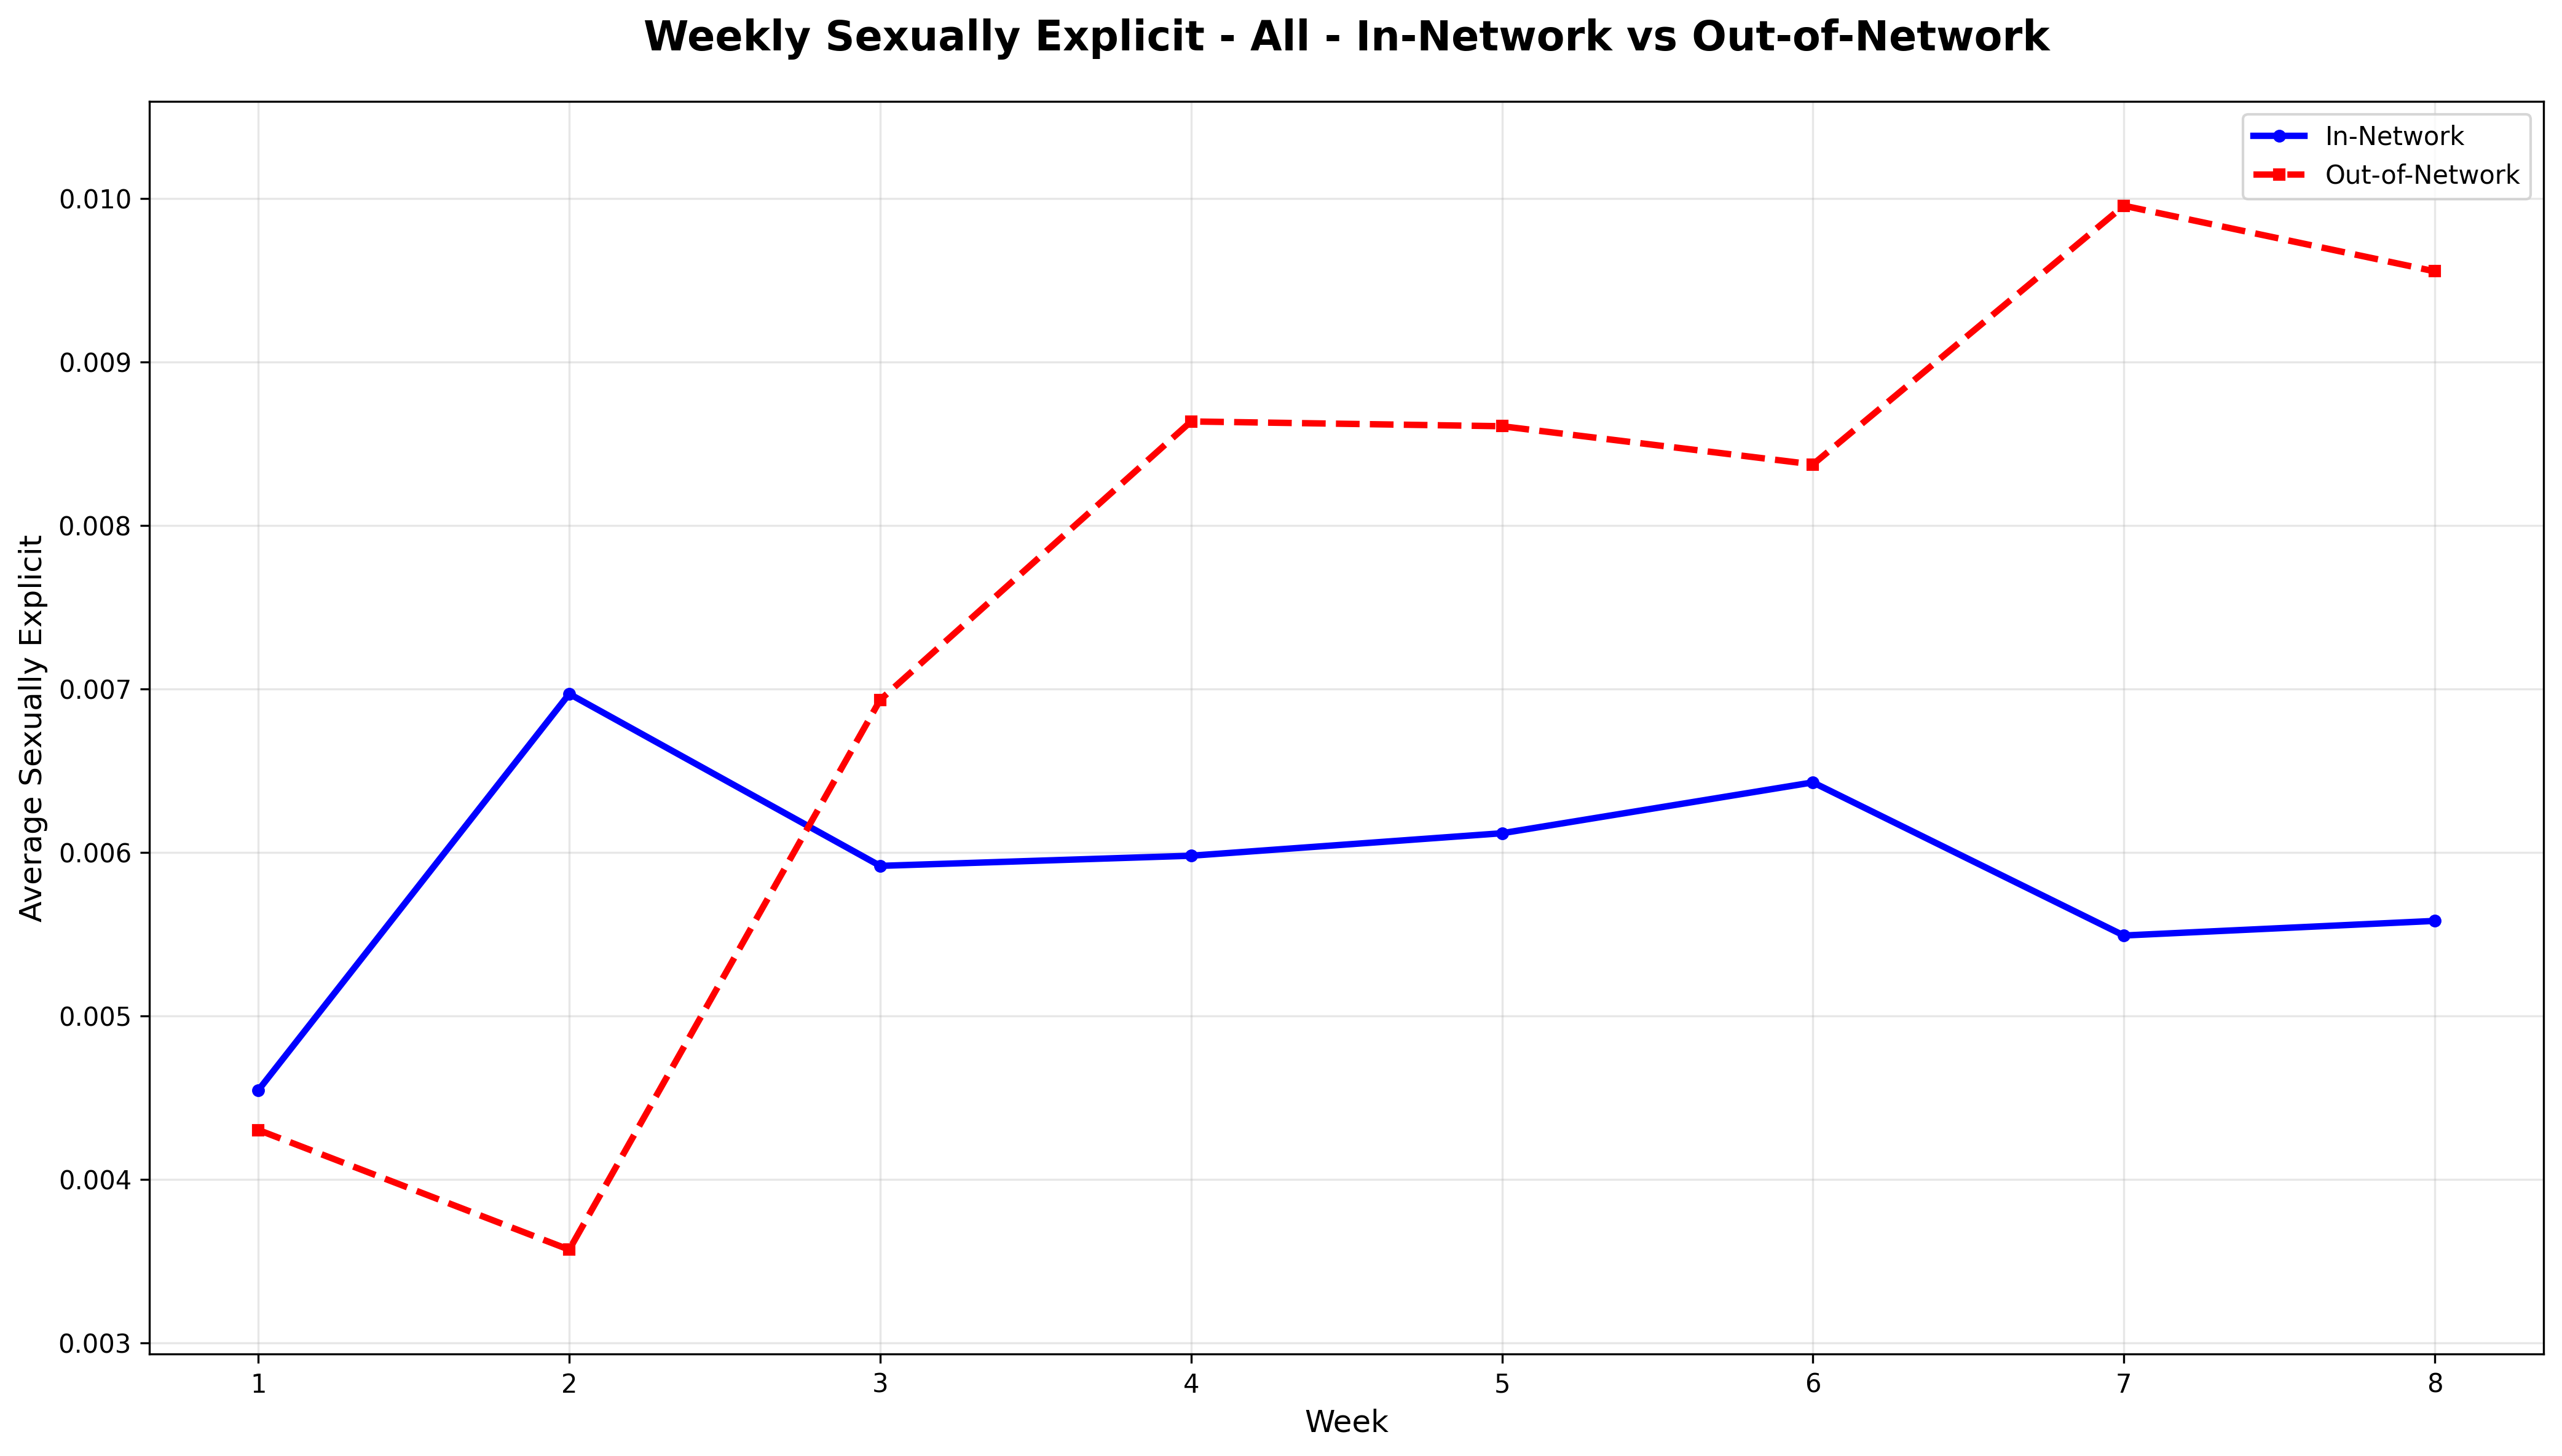 Weekly Sexually Explicit - All - In-Network vs Out-of-Network
In-Network
Out-of-Network
Average Sexually Explicit
0.010
0.009
0.008
0.007
0.006
0.005
0.004
0.003
1 2 3 4 5 6 7 8
Week